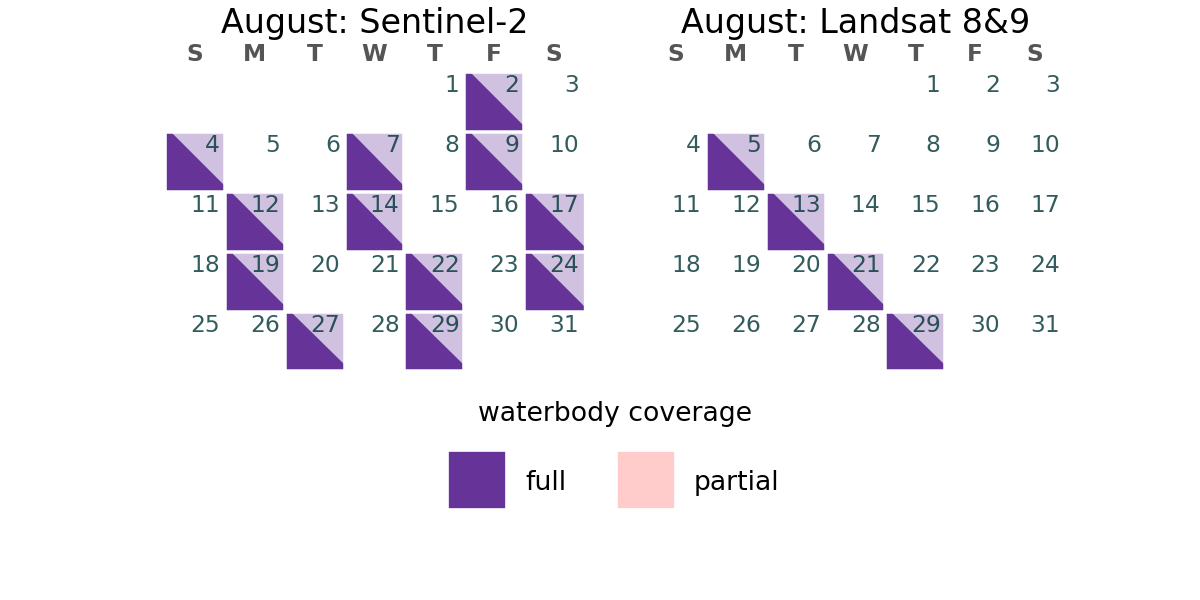 August: Sentinel-2
S M T W T F S
1 2 3
4 5 6 7 8 9 10
11 12 13 14 15 16 17
18 19 20 21 22 23 24
25 26 27 28 29 30 31
August: Landsat 8&9
S M T W T F S
1 2 3
4 5 6 7 8 9 10
11 12 13 14 15 16 17
18 19 20 21 22 23 24
25 26 27 28 29 30 31
waterbody coverage
full
partial